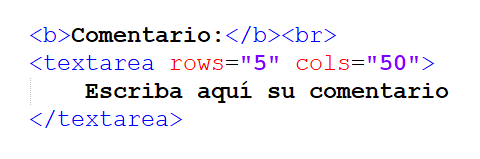 <b>Comentario:</b><br>
<textarea rows="5" cols="50">
Escriba aquí su comentario
</textarea>